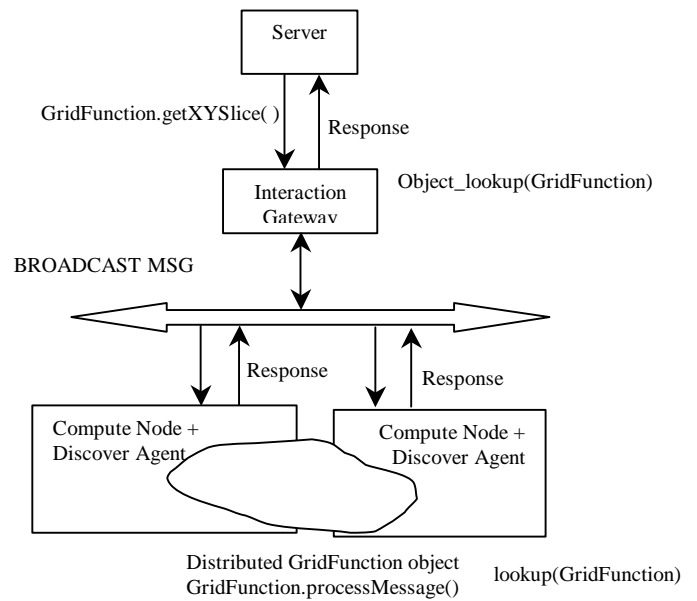 Server
GridFunction.getXYSlice( )
Response
Object_lookup(GridFunction)
Interaction
Gateway
BROADCAST MSG
Response
Response
Compute Node +
Discover Agent
Compute Node +
Discover Agent
Distributed GridFunction object
GridFunction.processMessage()
lookup(GridFunction)